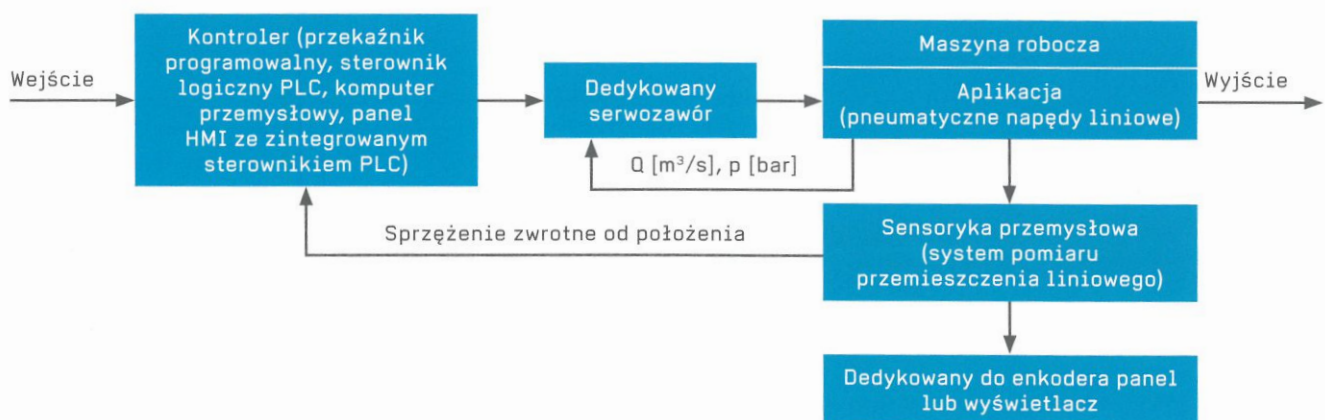 Wejście
Kontroler (przekaźnik
programowalny, sterownik
logiczny PLC, komputer
przemysłowy, panel
HMI ze zintegrowanym
sterownikiem PLC)
Dedykowany
serwozawór
Maszyna robocza
Aplikacja
(pneumatyczne napędy liniowe)
Wyjście
Q [m³/s], p [bar]
Sprzężenie zwrotne od położenia
Sensoryka przemysłowa
(system pomiaru
przemieszczenia liniowego)
Dedykowany do enkodera panel
lub wyświetlacz